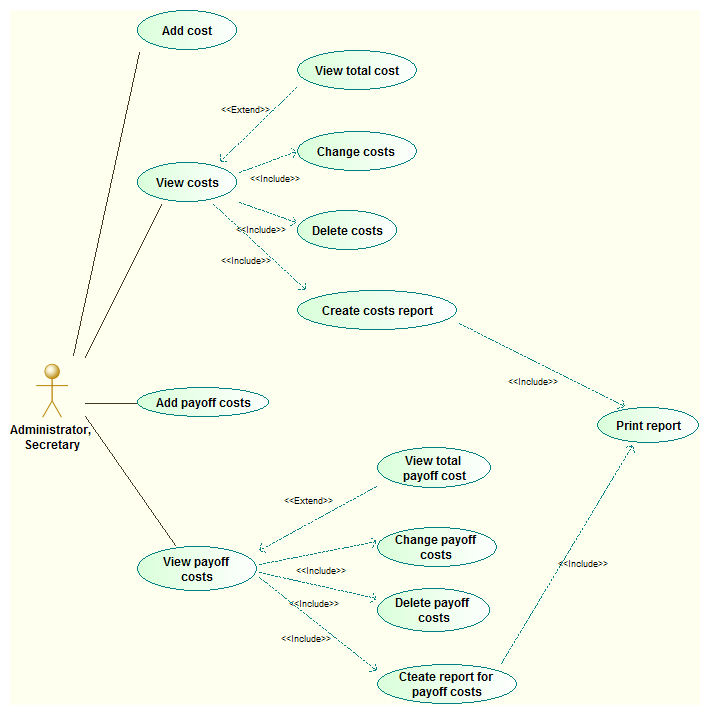 Add cost
View total cost
<<Extend>>
Change costs
<<Include>>
View costs
Delete costs
<<Include>>
<<Include>>
Create costs report
<<Include>>
Administrator,
Secretary
Add payoff costs
Print report
View total
payoff cost
<<Extend>>
Change payoff
costs
View payoff
costs
<<Include>>
<<Include>>
Delete payoff
costs
<<Include>>
<<Include>>
Cteate report for
payoff costs